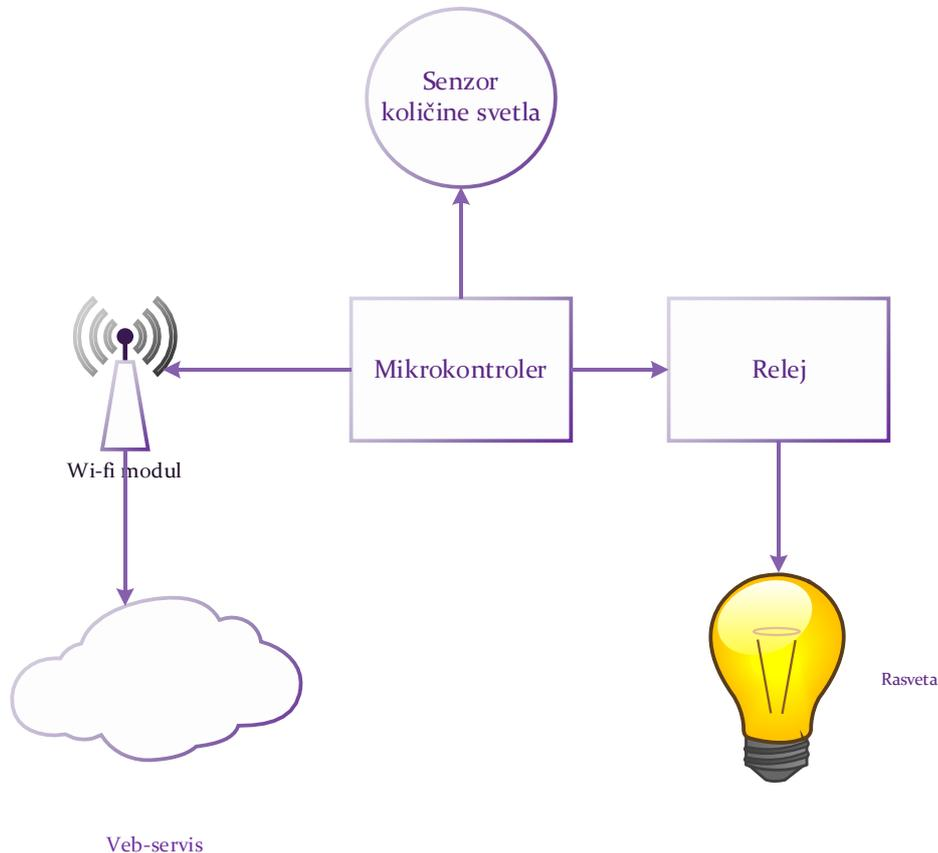 Senzor
količine svetla
Mikrokontroler
Relej
Wi-fi modul
Rasveta
Veb-servis